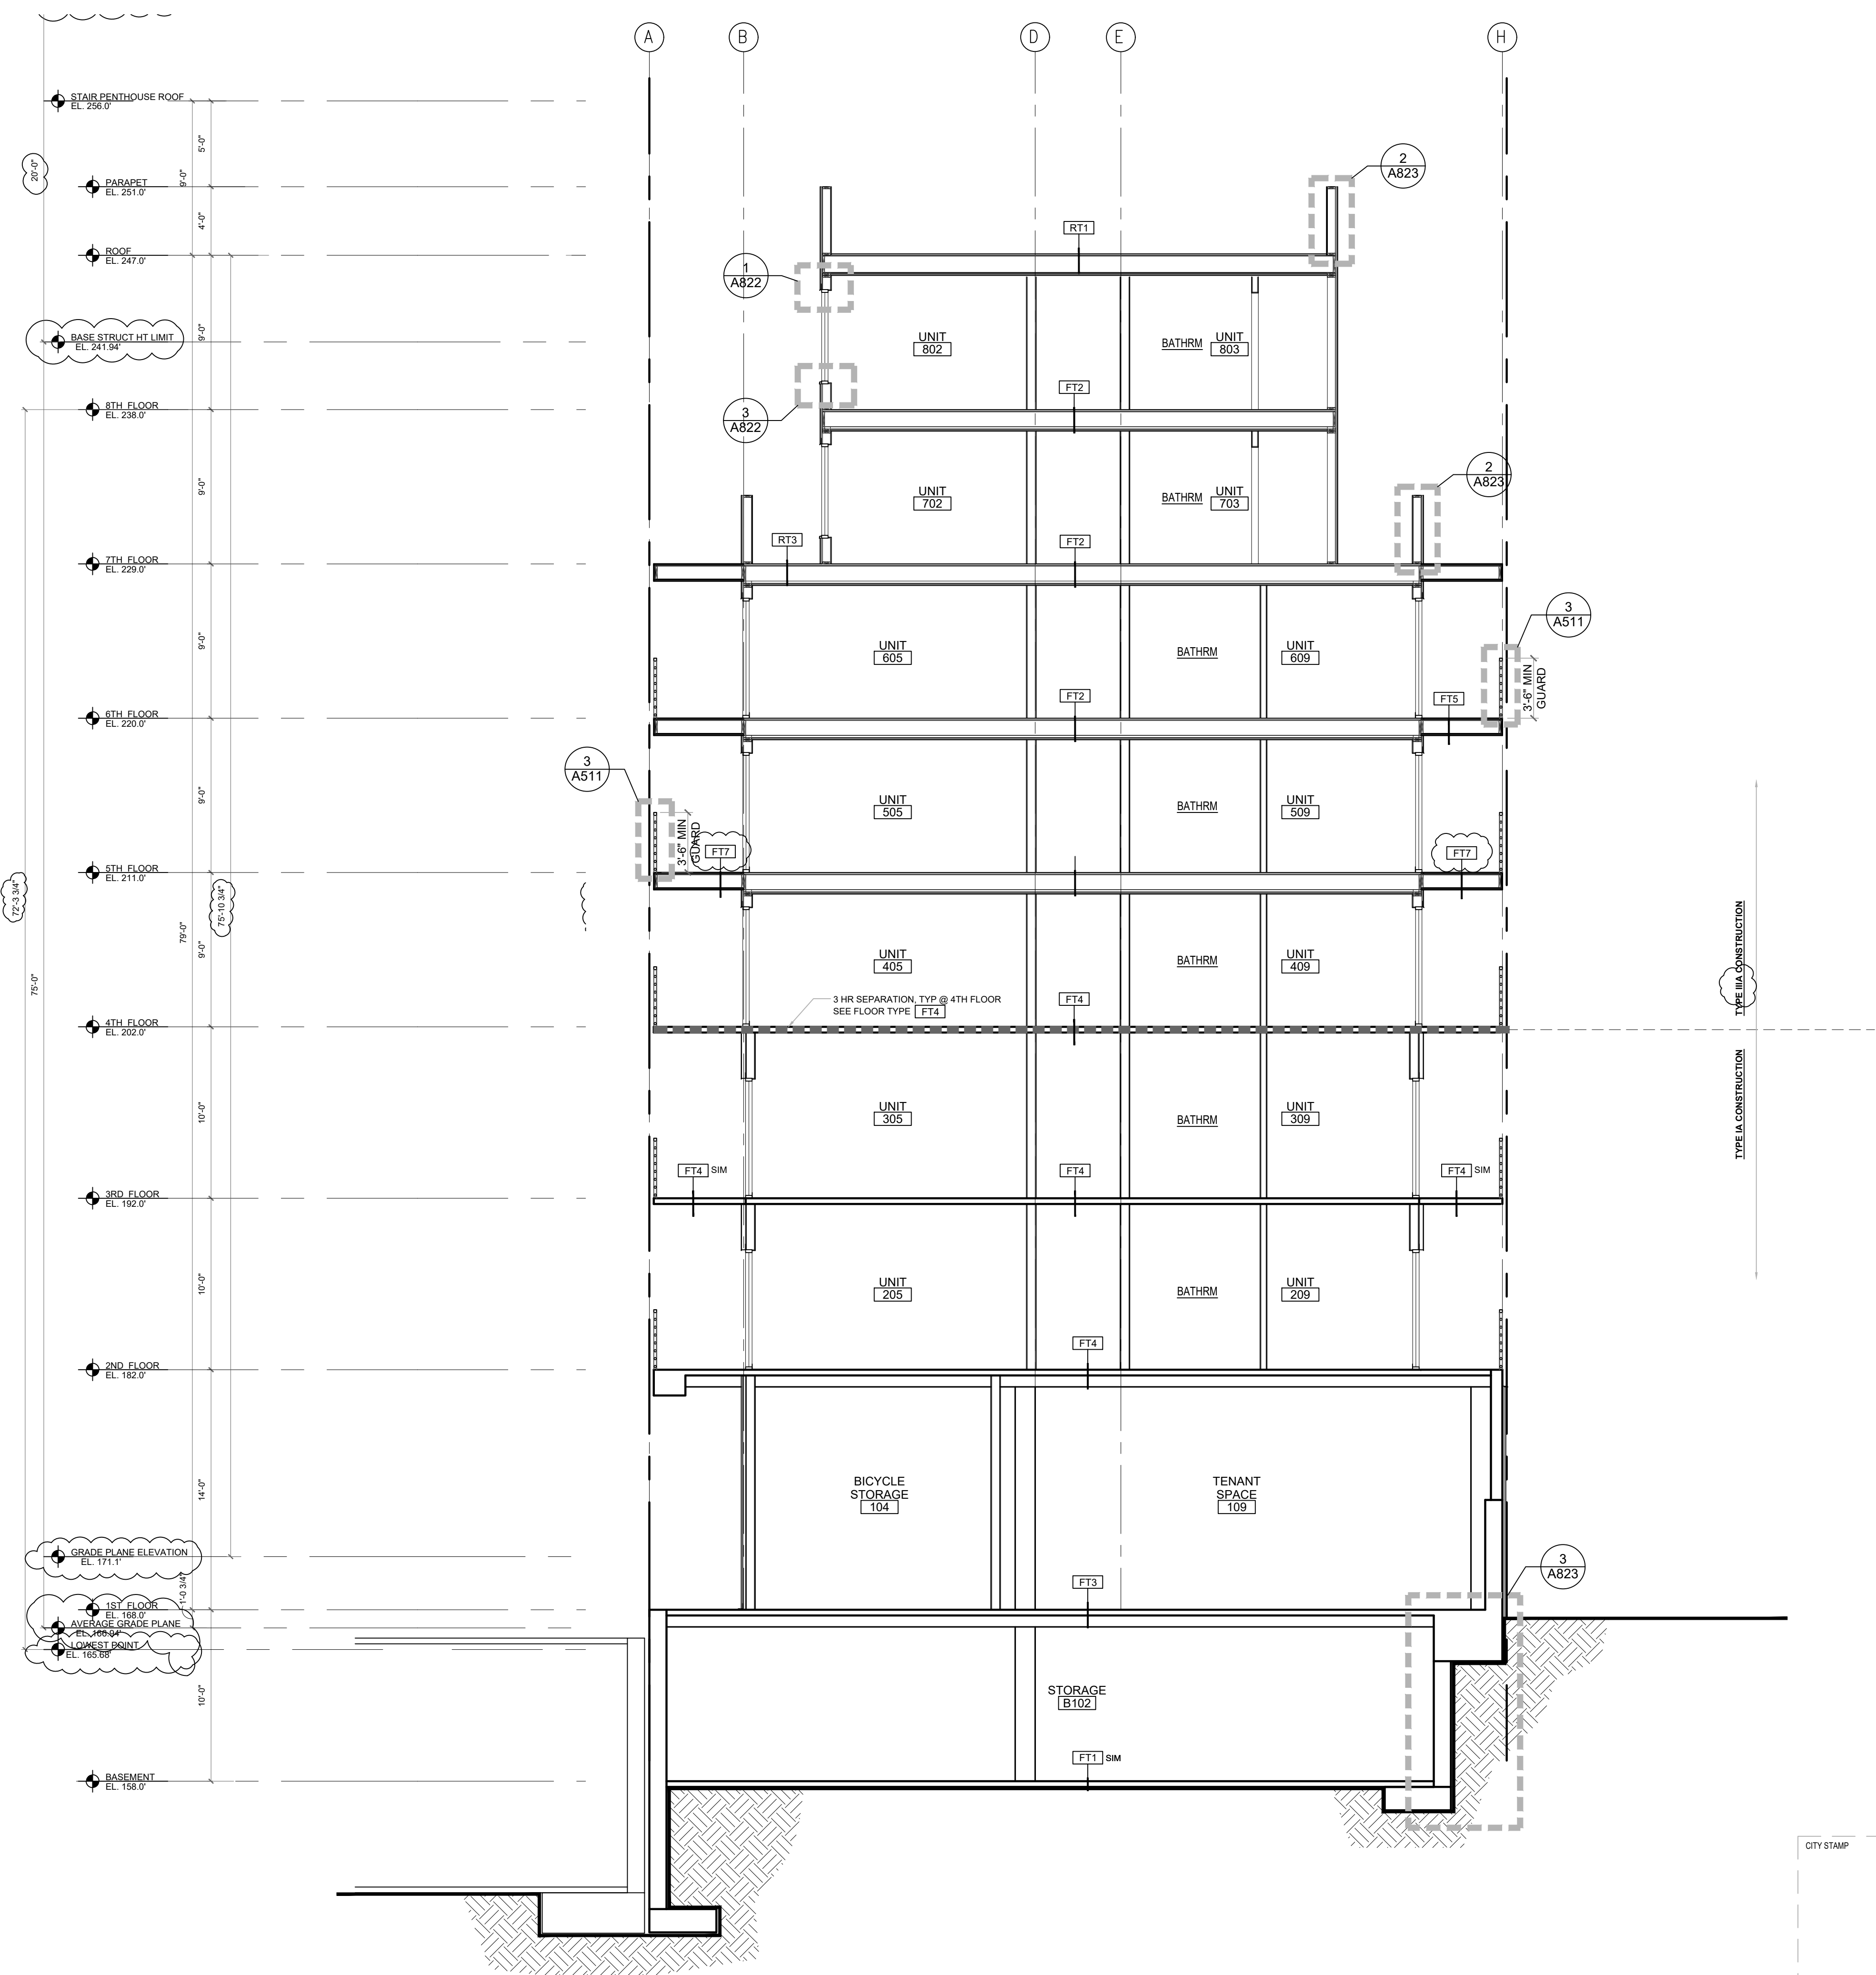 A
B
D
E
H
STAIR PENTHOUSE ROOF
EL. 256.0'
5'-0"
20'-0"
9'-0"
PARAPET
EL. 251.0'
4'-0"
2
A823
RT1
ROOF
EL. 247.0'
1
A822
9'-0"
BASE STRUCT HT LIMIT
EL. 241.94'
UNIT
802
BATHRM
UNIT
803
FT2
8TH FLOOR
EL. 238.0'
3
A822
2
A823
9'-0"
UNIT
702
BATHRM
UNIT
703
RT3
FT2
7TH FLOOR
EL. 229.0'
3
A511
9'-0"
UNIT
605
BATHRM
UNIT
609
3'-6" MIN
GUARD
FT2
FT5
6TH FLOOR
EL. 220.0'
3
A511
9'-0"
UNIT
505
BATHRM
UNIT
509
3'-6" MIN
GUARD
FT7
FT7
5TH FLOOR
EL. 211.0'
72'-3 3/4"
75'-10 3/4"
79'-0"
9'-0"
75'-0"
UNIT
405
BATHRM
UNIT
409
TYPE IIIA CONSTRUCTION
3 HR SEPARATION, TYP @ 4TH FLOOR
SEE FLOOR TYPE FT4
FT4
4TH FLOOR
EL. 202.0'
TYPE IA CONSTRUCTION
10'-0"
UNIT
305
BATHRM
UNIT
309
FT4 SIM
FT4
FT4 SIM
3RD FLOOR
EL. 192.0'
10'-0"
UNIT
205
BATHRM
UNIT
209
FT4
2ND FLOOR
EL. 182.0'
14'-0"
BICYCLE
STORAGE
104
TENANT
SPACE
109
GRADE PLANE ELEVATION
EL. 171.1'
3
A823
FT3
1'-0 3/4"
1ST FLOOR
EL. 168.0'
AVERAGE GRADE PLANE
EL. 166.94'
LOWEST POINT
EL. 165.68'
10'-0"
STORAGE
B102
FT1 SIM
BASEMENT
EL. 158.0'
CITY STAMP